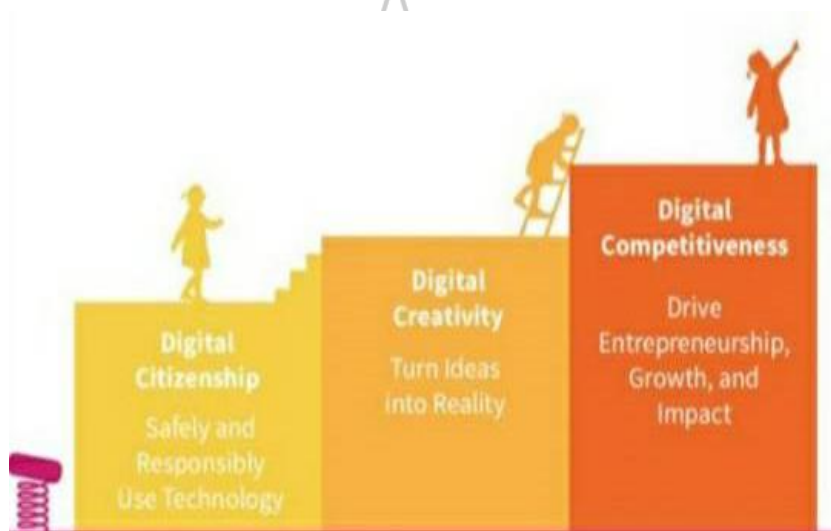 Digital
Citizenship
Safely and
Responsibly
Use Technology
Digital
Creativity
Turn Ideas
into Reality
Digital
Competitiveness
Drive
Entrepreneurship,
Growth, and
Impact